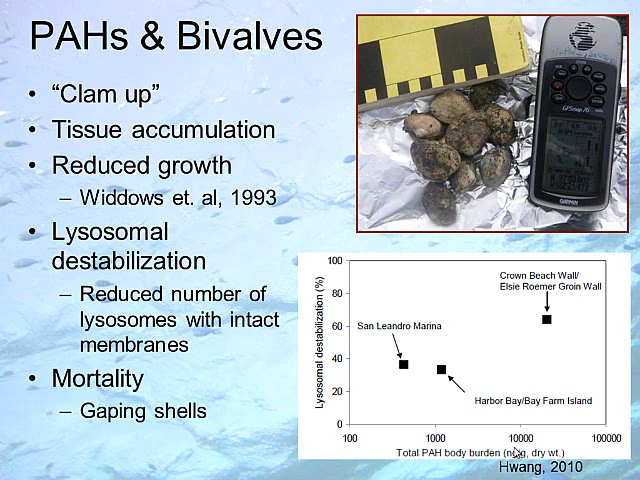 PAHs & Bivalves
• “Clam up”
• Tissue accumulation
• Reduced growth
– Widdows et. al, 1993
• Lysosomal
destabilization
– Reduced number of
lysosomes with intact
membranes
• Mortality
– Gaping shells
GARMIN
Lysosomal destabilization (%)
100
80
60
40
20
0
Crown Beach Wall/
Elsie Roemer Groin Wall
San Leandro Marina
Harbor Bay/Bay Farm Island
100 1000 10000 100000
Total PAH body burden dry wt.)
Hwang, 2010